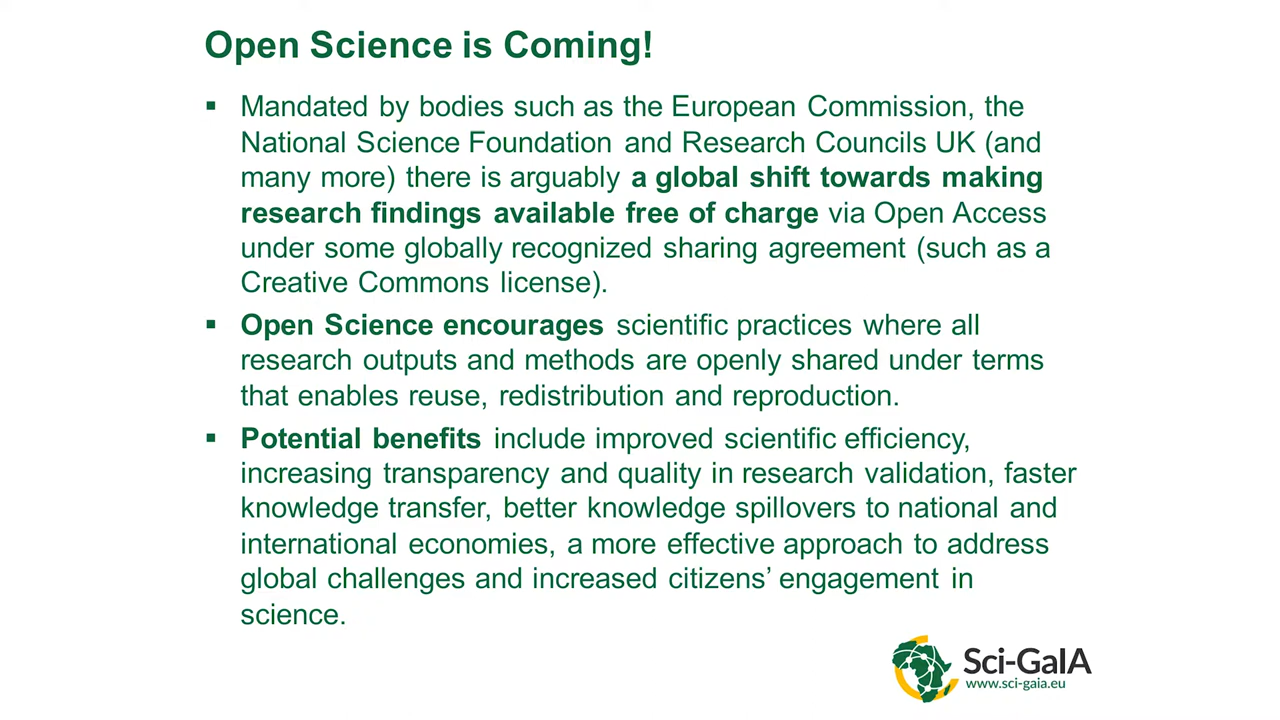 Open Science is Coming!
▪ Mandated by bodies such as the European Commission, the
National Science Foundation and Research Councils UK (and
many more) there is arguably a global shift towards making
research findings available free of charge via Open Access
under some globally recognized sharing agreement (such as a
Creative Commons license).
▪ Open Science encourages scientific practices where all
research outputs and methods are openly shared under terms
that enables reuse, redistribution and reproduction.
▪ Potential benefits include improved scientific efficiency,
increasing transparency and quality in research validation, faster
knowledge transfer, better knowledge spillovers to national and
international economies, a more effective approach to address
global challenges and increased citizens’ engagement in
science.
Sci-GaIA
www.sci-gaia.eu